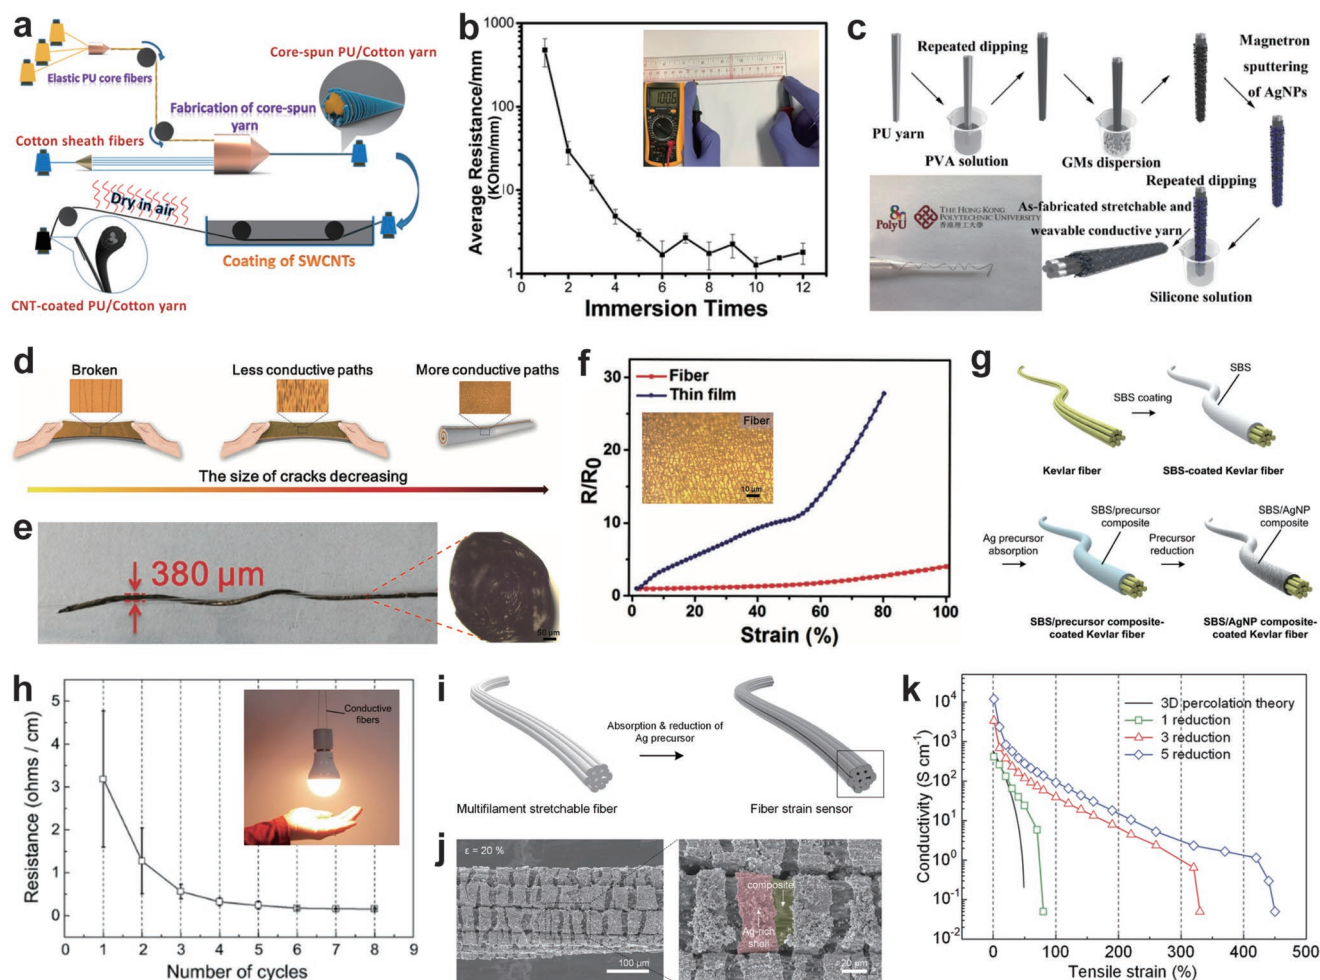 a
Elastic PU core fibers
Core-spun PU/Cotton yarn
Fabrication of core-spun
yarn
Cotton sheath fibers
Dry in air
Coating of SWCNTs
CNT-coated PU/Cotton yarn
b
Average Resistance/mm
(KOhm/mm)
1000
100
10
1
0 2 4 6 8 10 12
Immersion Times
c
Repeated dipping
Magnetron
sputtering
of AgNPs
PU yarn
PVA solution
GMs dispersion
Repeated dipping
PolyU
THE HONG KONG
POLYTECHNIC UNIVERSITY
香港理工大學
As-fabricated stretchable and
weavable conductive yarn
Silicone solution
d
Broken
Less conductive paths
More conductive paths
The size of cracks decreasing
e
380 μm
50 μm
f
R/R0
30
20
10
0
Fiber
Thin film
Fiber
10 μm
0 20 40 60 80 100
Strain (%)
g
SBS coating
SBS
Kevlar fiber
SBS-coated Kevlar fiber
Ag precursor
absorption
SBS/precursor
composite
Precursor
reduction
SBS/AgNP
composite
SBS/precursor composite-
coated Kevlar fiber
SBS/AgNP composite-
coated Kevlar fiber
h
Resistance (ohms / cm)
5
4
3
2
1
0
Conductive
fibers
0 1 2 3 4 5 6 7 8 9
Number of cycles
i
Absorption & reduction of
Ag precursor
Multifilament stretchable fiber
Fiber strain sensor
j
ε = 20 %
100 μm
composite
Ag-rich
shell
20 μm
k
Conductivity (S cm⁻¹)
10⁴
10³
10²
10¹
10⁰
10⁻¹
10⁻²
3D percolation theory
1 reduction
3 reduction
5 reduction
0 100 200 300 400 500
Tensile strain (%)